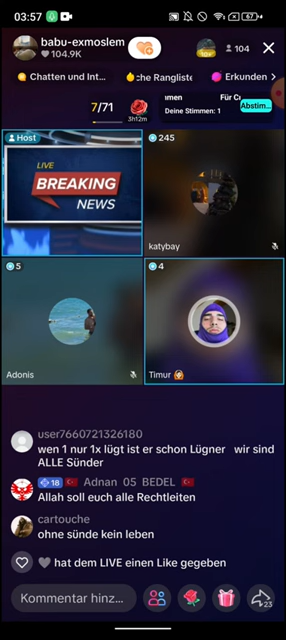 03:57
67
babu-exmoslem
104.9K
104
Chatten und Int...
che Rangliste
Erkunden
7/71
3h12m
men
Für
Deine Stimmen: 1
Abstim...
Host
245
LIVE
BREAKING
NEWS
katybay
5
4
Adonis
Timur
user7660721326180
wen 1 nur 1x lügt ist er schon Lügner wir sind
ALLE Sünder
18 Adnan 05 BEDEL
Allah soll euch alle Rechtleiten
cartouche
ohne sünde kein leben
hat dem LIVE einen Like gegeben
Kommentar hinz...
23